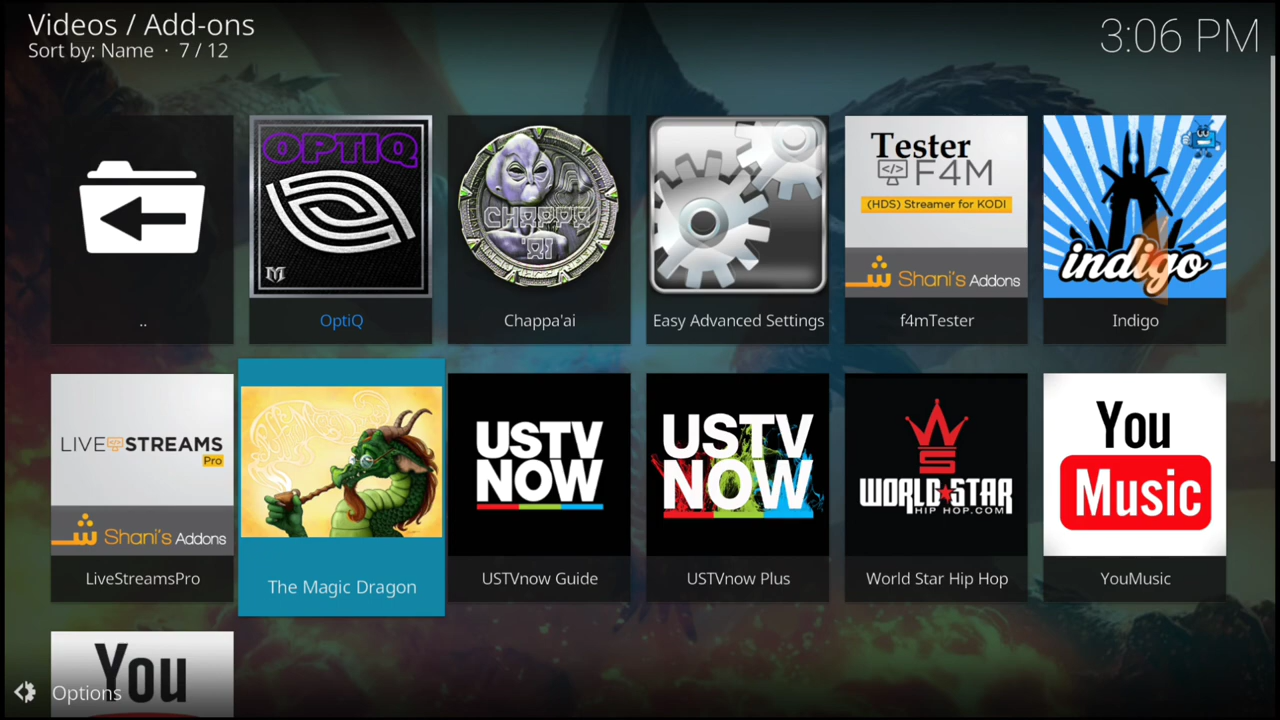 Videos / Add-ons
Sort by: Name · 7 / 12
3:06 PM
OPTIQ
OptiQ
CHAPPA
'AI
Chappa'ai
Easy Advanced Settings
Tester
F4M
(HDS) Streamer for KODI
Shani's Addons
f4mTester
indigo
Indigo
LIVE STREAMS
Pro
Shani's Addons
LiveStreamsPro
The Magic Dragon
USTV
NOW
USTVnow Guide
USTV
NOW
USTVnow Plus
WORLD STAR
HIP HOP.COM
World Star Hip Hop
You
Music
YouMusic
You
Options
..